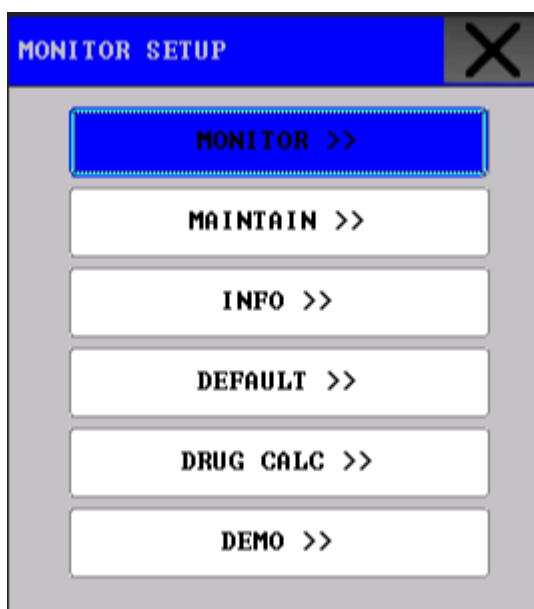 MONITOR SETUP
MONITOR >>
MAINTAIN >>
INFO >>
DEFAULT >>
DRUG CALC >>
DEMO >>